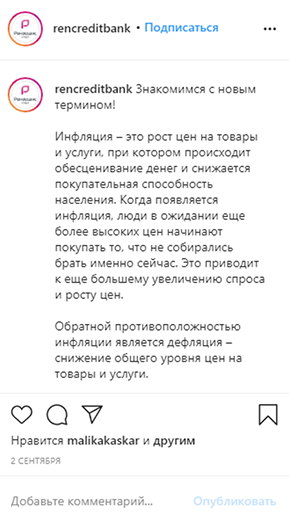 rencreditbank • Подписаться
rencreditbank Знакомимся с новым
термином!
Инфляция – это рост цен на товары
и услуги, при котором происходит
обесценивание денег и снижается
покупательная способность
населения. Когда появляется
инфляция, люди в ожидании еще
более высоких цен начинают
покупать то, что не собирались
брать именно сейчас. Это приводит
к еще большему увеличению спроса
и росту цен.
Обратной противоположностью
инфляции является дефляция –
снижение общего уровня цен на
товары и услуги.
Нравится malikakaskar и другим
2 СЕНТЯБРЯ
Добавьте комментарий...
Опубликовать